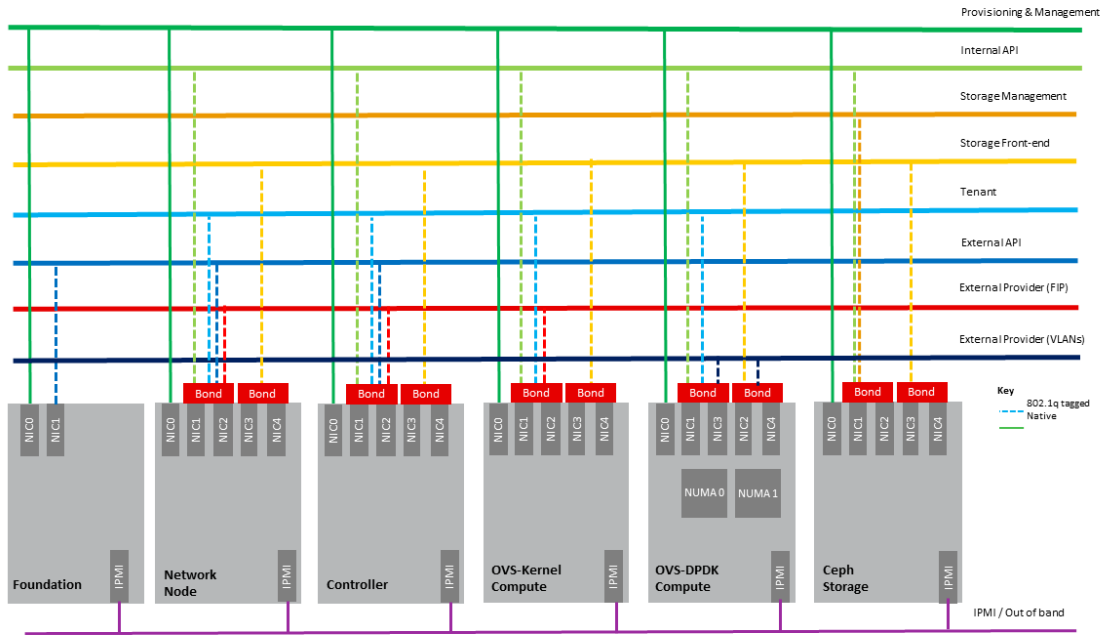 Provisioning & Management
Internal API
Storage Management
Storage Front-end
Tenant
External API
External Provider (FIP)
External Provider (VLANs)
Key
802.1q tagged
Native
Bond
Bond
Bond
Bond
Bond
Bond
Bond
Bond
Bond
Bond
NIC0
NIC1
NIC0
NIC1
NIC2
NIC3
NIC4
NIC0
NIC1
NIC2
NIC3
NIC4
NIC0
NIC1
NIC2
NIC3
NIC4
NIC0
NIC1
NIC3
NIC2
NIC4
NIC0
NIC1
NIC2
NIC3
NIC4
NUMA 0
NUMA 1
Foundation
IPMI
Network
Node
IPMI
Controller
IPMI
OVS-Kernel
Compute
IPMI
OVS-DPDK
Compute
IPMI
Ceph
Storage
IPMI
IPMI / Out of band